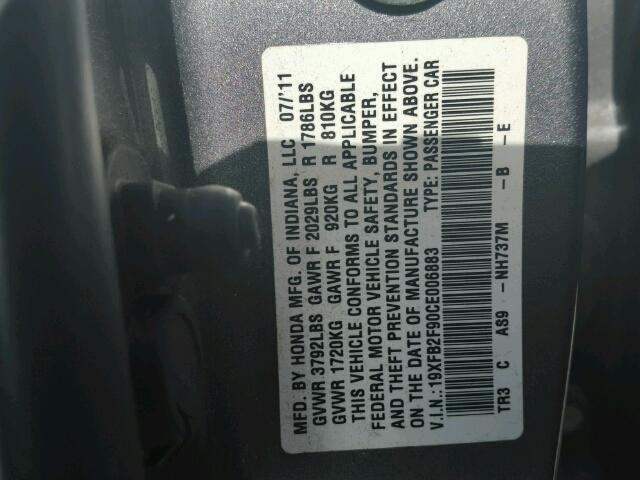 MFD. BY HONDA MFG. OF INDIANA, LLC 07/'11
GVWR 3792LBS GAWR F 2029LBS R 1786LBS
GVWR 1720KG GAWR F 920KG R 810KG
THIS VEHICLE CONFORMS TO ALL APPLICABLE
FEDERAL MOTOR VEHICLE SAFETY, BUMPER,
AND THEFT PREVENTION STANDARDS IN EFFECT
ON THE DATE OF MANUFACTURE SHOWN ABOVE.
V.I.N.: 19XFB2F90CE006883 TYPE: PASSENGER CAR
TR3 C AS9 -NH737M -B -E